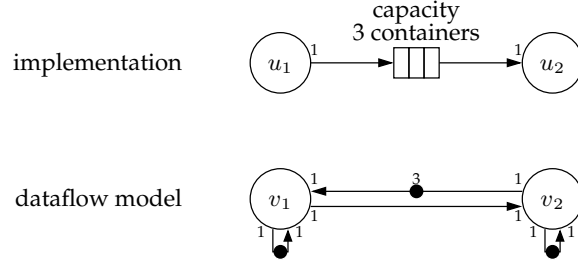 capacity
3 containers
implementation u1 1 1 u2
3
1 1
dataflow model v1 v2
1 1
1 1 1 1